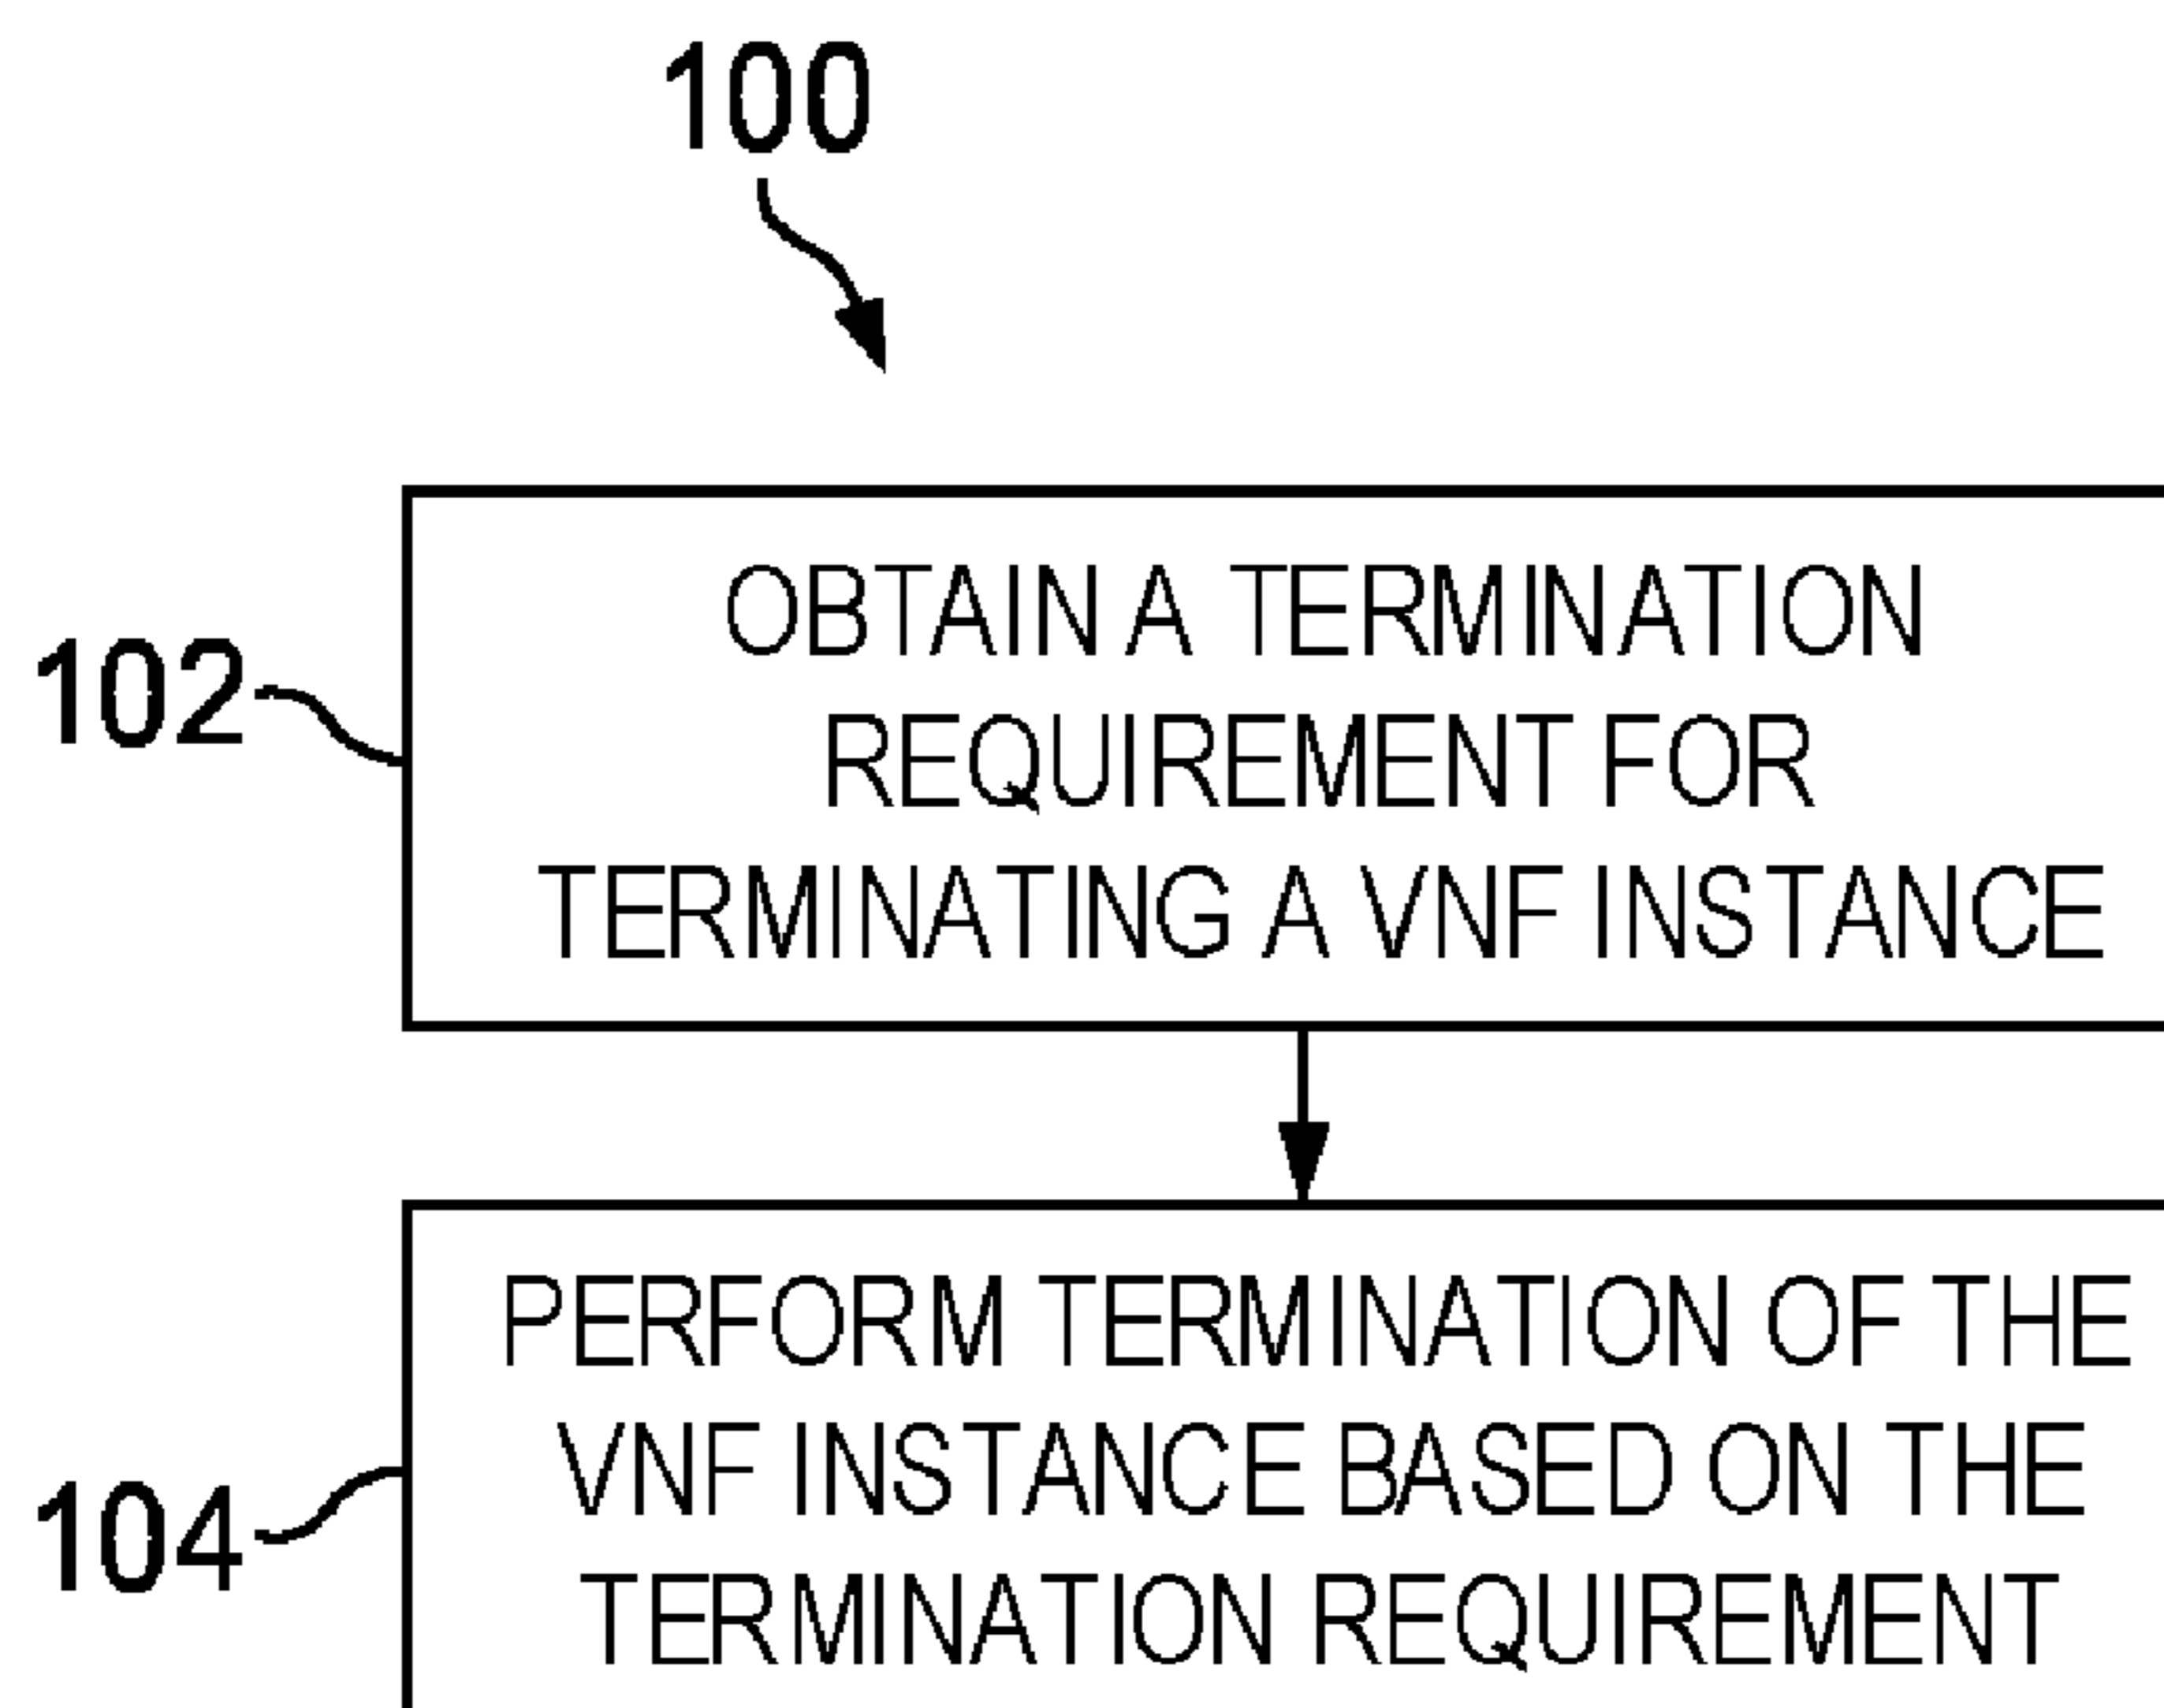 100
102
OBTAIN A TERMINATION
REQUIREMENT FOR
TERMINATING A VNF INSTANCE
104
PERFORM TERMINATION OF THE
VNF INSTANCE BASED ON THE
TERMINATION REQUIREMENT